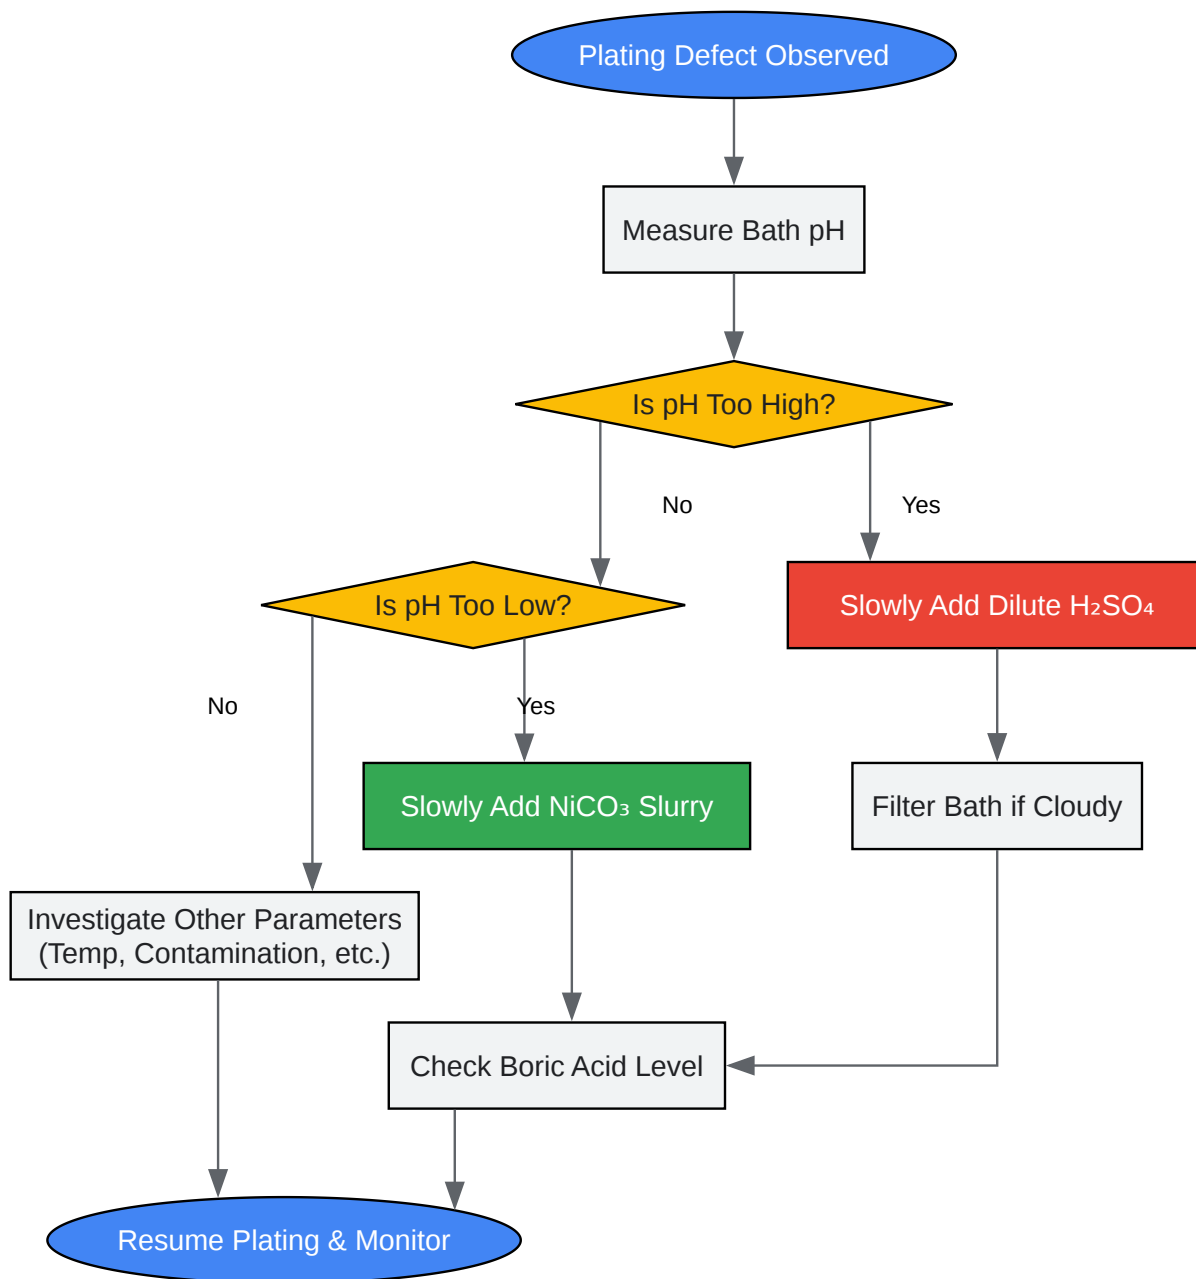 Plating Defect Observed
Measure Bath pH
Is pH Too High?
No
Yes
Is pH Too Low?
Slowly Add Dilute H₂SO₄
No
Yes
Slowly Add NiCO₃ Slurry
Filter Bath if Cloudy
Investigate Other Parameters
(Temp, Contamination, etc.)
Check Boric Acid Level
Resume Plating & Monitor